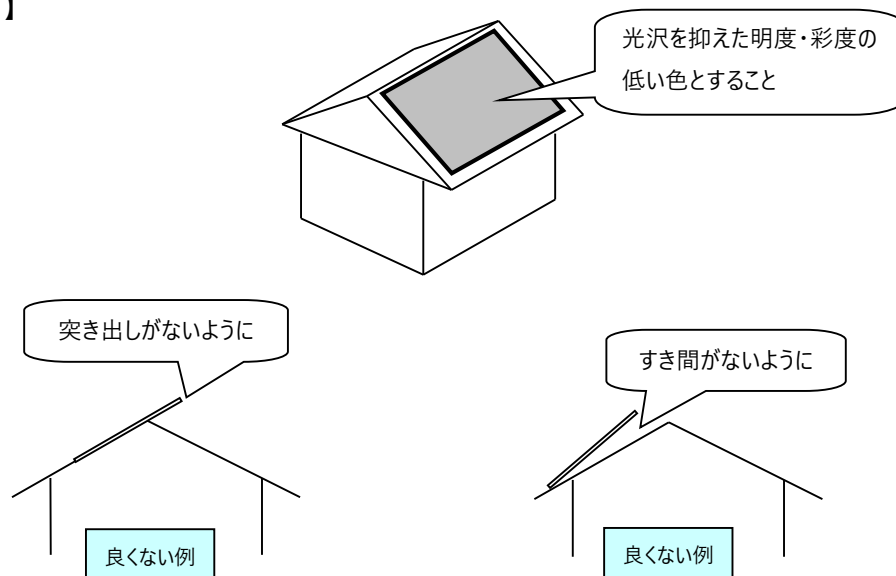 】
光沢を抑えた明度・彩度の
低い色とすること
突き出しがないように
すき間がないように
良くない例
良くない例